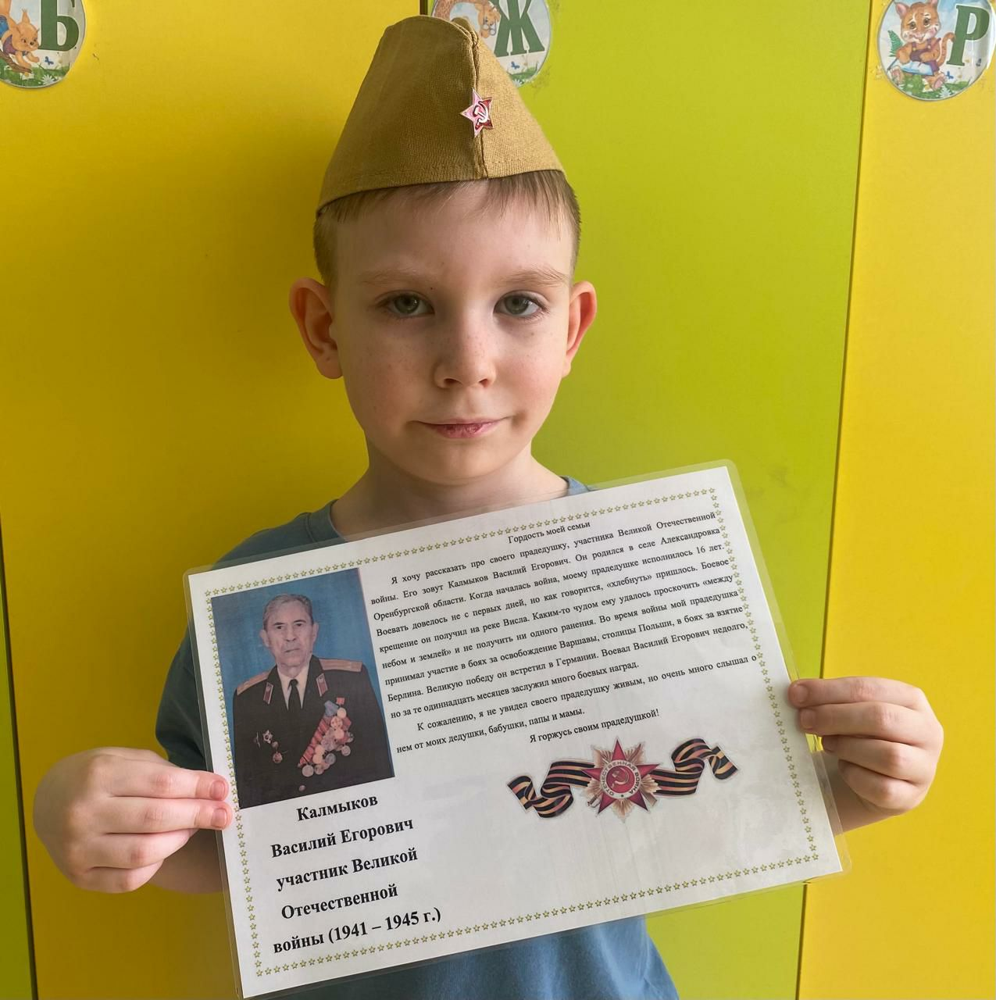 Б
Ж
Р
Гордость моей семьи
Я хочу рассказать про своего прадедушку, участника Великой Отечественной
войны. Его зовут Калмыков Василий Егорович. Он родился в селе Александровка
Оренбургской области. Когда началась война, моему прадедушке исполнилось 16 лет.
Воевать довелось не с первых дней, но как говорится, «хлебнуть» пришлось. Боевое
крещение он получил на реке Висла. Каким-то чудом ему удалось проскочить «между
небом и землей» и не получить ни одного ранения. Во время войны мой прадедушка
принимал участие в боях за освобождение Варшавы, столицы Польши, в боях за взятие
Берлина. Великую победу он встретил в Германии. Воевал Василий Егорович недолго,
но за те одиннадцать месяцев заслужил много боевых наград.
К сожалению, я не увидел своего прадедушку живым, но очень много слышал о
нем от моих дедушки, бабушки, папы и мамы.
Я горжусь своим прадедушкой!
ОТЕЧЕСТВЕННАЯ ВОЙНА
Калмыков
Василий Егорович
участник Великой
Отечественной
войны (1941 – 1945 г.)